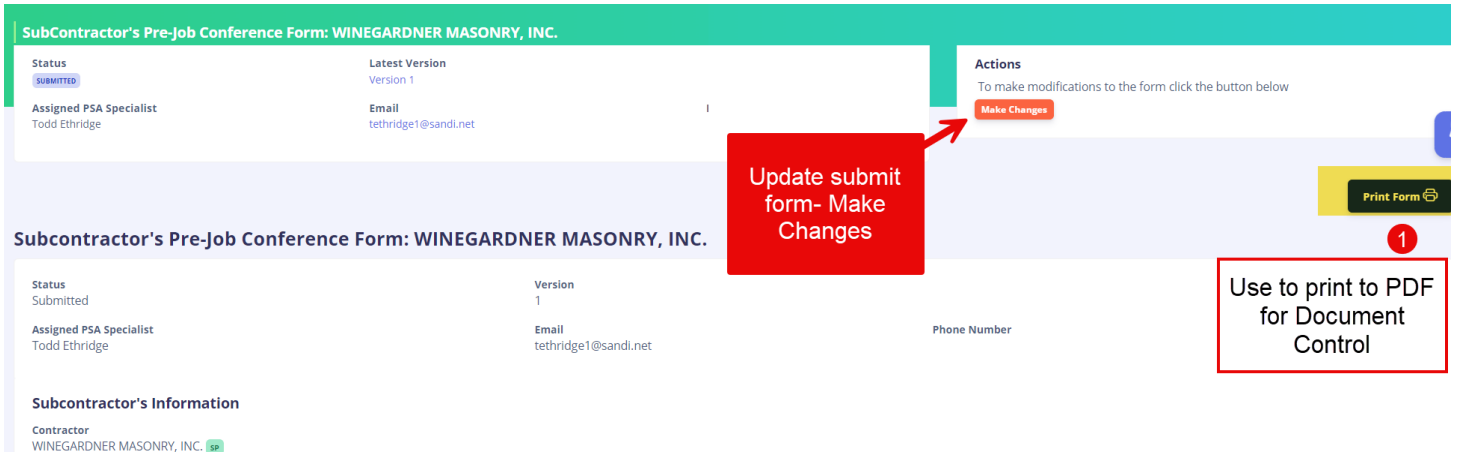 SubContractor's Pre-Job Conference Form: WINEGARDNER MASONRY, INC.
Status
SUBMITTED
Latest Version
Version 1
Assigned PSA Specialist
Todd Ethridge
Email
tethridge1@sandi.net
Actions
To make modifications to the form click the button below
Make Changes
Update submit
form- Make
Changes
Print Form
1
Use to print to PDF
for Document
Control
Subcontractor's Pre-Job Conference Form: WINEGARDNER MASONRY, INC.
Status
Submitted
Version
1
Assigned PSA Specialist
Todd Ethridge
Email
tethridge1@sandi.net
Phone Number
Subcontractor's Information
Contractor
WINEGARDNER MASONRY, INC. SP